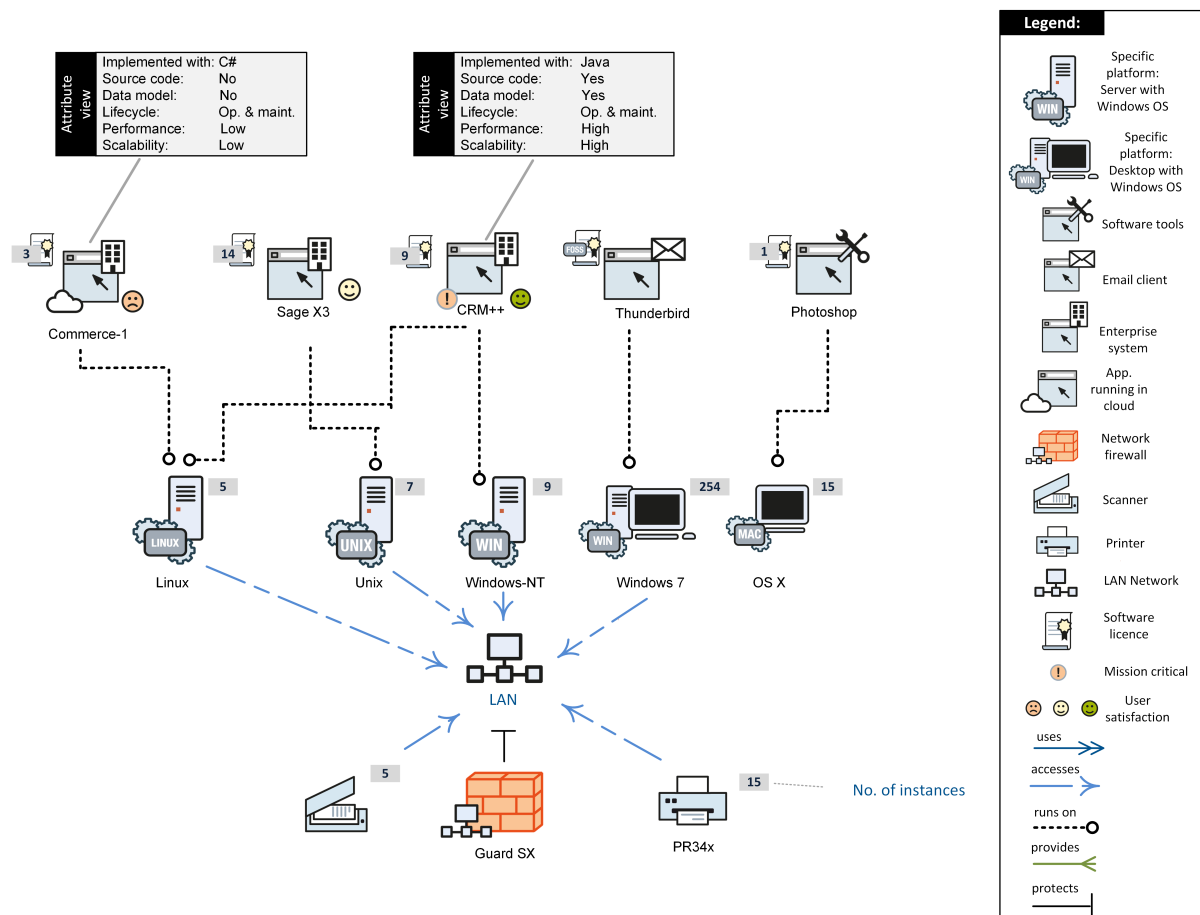 Attribute view
Implemented with: C#
Source code: No
Data model: No
Lifecycle: Op. & maint.
Performance: Low
Scalability: Low
Attribute view
Implemented with: Java
Source code: Yes
Data model: Yes
Lifecycle: Op. & maint.
Performance: High
Scalability: High
3
14
9
FOSS
1
Commerce-1
Sage X3
!
CRM++
Thunderbird
Photoshop
5
7
9
254
15
LINUX
UNIX
WIN
WIN
MAC
Linux
Unix
Windows-NT
Windows 7
OS X
LAN
5
15
No. of instances
Guard SX
PR34x
Legend:
WIN
Specific
platform:
Server with
Windows OS
WIN
Specific
platform:
Desktop with
Windows OS
Software tools
Email client
Enterprise
system
App.
running in
cloud
Network
firewall
Scanner
Printer
LAN Network
Software
licence
!
Mission critical
User
satisfaction
uses
accesses
runs on
provides
protects